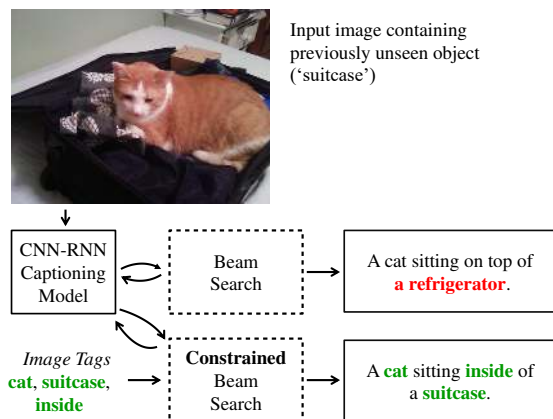 Input image containing
previously unseen object
(‘suitcase’)
CNN-RNN
Captioning
Model
Beam
Search
A cat sitting on top of
a refrigerator.
Image Tags
cat, suitcase,
inside
Constrained
Beam
Search
A cat sitting inside of
a suitcase.